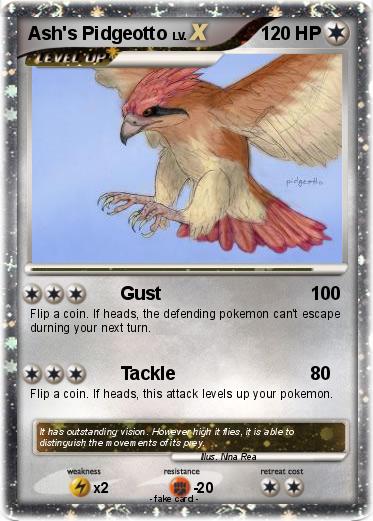 Ash's Pidgeotto LV. X 120 HP
LEVEL-UP
pidgeotto
Gust 100
Flip a coin. If heads, the defending pokemon can't escape
durning your next turn.
Tackle 80
Flip a coin. If heads, this attack levels up your pokemon.
It has outstanding vision. However high it flies, it is able to
distinguish the movements of its prey.
Illus. Nina Rea
weakness resistance retreat cost
x2 -20
- fake card -